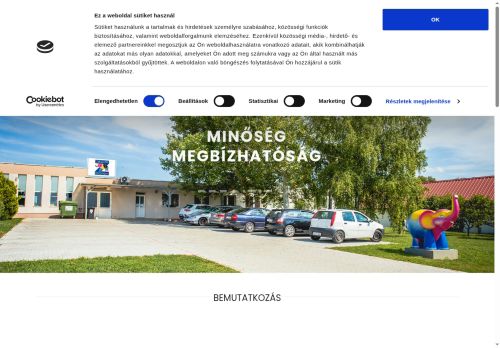 Ez a weboldal sütiket használ
Sütiket használunk a tartalmak és hirdetések személyre szabásához, közösségi funkciók
biztosításához, valamint weboldalforgalmunk elemzéséhez. Ezenkívül közösségi média-, hirdető- és
elemező partnereinkkel megosztjuk az Ön weboldalhasználatra vonatkozó adatait, akik kombinálhatják
az adatokat más olyan adatokkal, amelyeket Ön adott meg számukra vagy az Ön által használt más
szolgáltatásokból gyűjtöttek. A weboldalon való böngészés folytatásával Ön hozzájárul a sütik
használatához.
OK
Cookiebot
by Usercentrics
Elengedhetetlen
Beállítások
Statisztikai
Marketing
Részletek megjelenítése
MINŐSÉG
MEGBÍZHATÓSÁG
BEMUTATKOZÁS